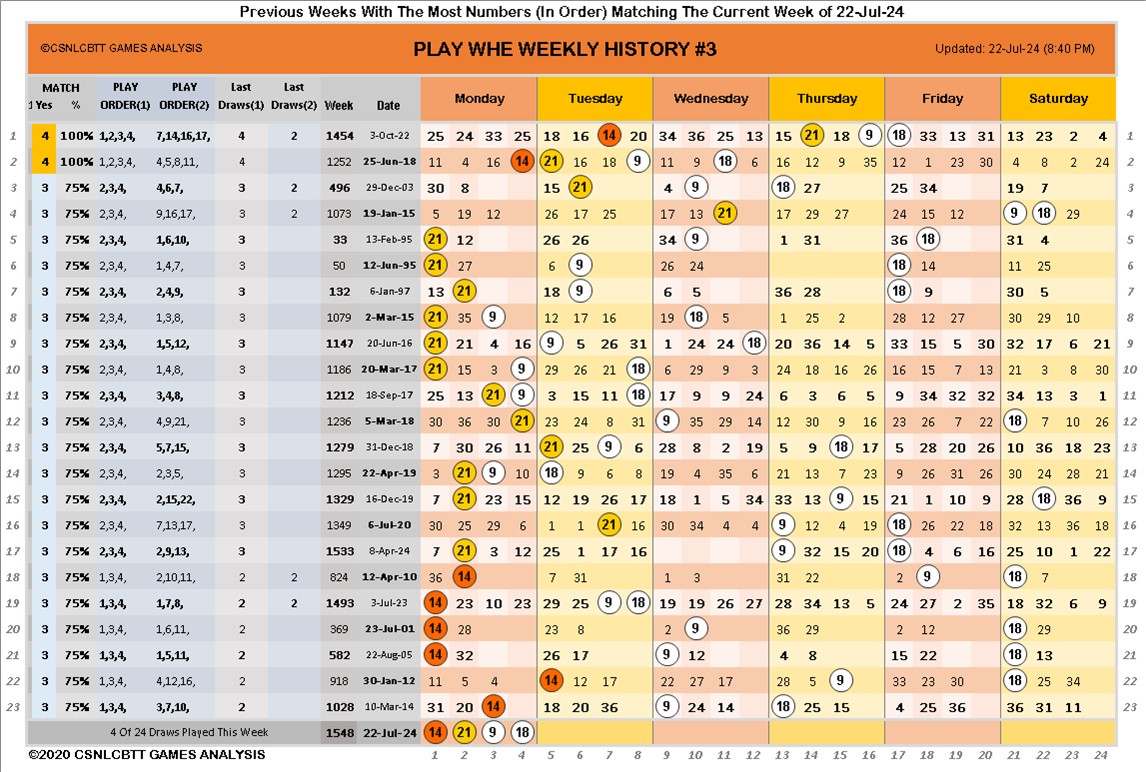 Previous Weeks With The Most Numbers (In Order) Matching The Current Week of 22-Jul-24
©CSNLCBTT GAMES ANALYSIS PLAY WHE WEEKLY HISTORY #3 Updated: 22-Jul-24 (8:40 PM)
MATCH PLAY PLAY Last Last
1 Yes % ORDER(1) ORDER(2) Draws(1) Draws(2) Week Date Monday Tuesday Wednesday Thursday Friday Saturday
1 4 100% 1,2,3,4, 7,14,16,17, 4 2 1454 3-Oct-22 25 24 33 25 18 16 14 20 34 36 25 13 15 21 18 9 18 33 13 31 13 23 2 4 1
2 4 100% 1,2,3,4, 4,5,8,11, 4 1252 25-Jun-18 11 4 16 14 21 16 18 9 11 9 18 6 16 12 9 35 12 1 23 30 4 8 2 24 2
3 3 75% 2,3,4, 4,6,7, 3 2 496 29-Dec-03 30 8 15 21 4 9 18 27 25 34 19 7 3
4 3 75% 2,3,4, 9,16,17, 3 2 1073 19-Jan-15 5 19 12 26 17 25 17 13 21 17 29 27 24 15 12 9 18 29 4
5 3 75% 2,3,4, 1,6,10, 3 33 13-Feb-95 21 12 26 26 34 9 1 31 36 18 31 4 5
6 3 75% 2,3,4, 1,4,7, 3 50 12-Jun-95 21 27 6 9 26 24 18 14 11 25 6
7 3 75% 2,3,4, 2,4,9, 3 132 6-Jan-97 13 21 18 9 6 5 36 28 18 9 30 5 7
8 3 75% 2,3,4, 1,3,8, 3 1079 2-Mar-15 21 35 9 12 17 16 19 18 5 1 25 2 28 12 27 30 29 10 8
9 3 75% 2,3,4, 1,5,12, 3 1147 20-Jun-16 21 21 4 16 9 5 26 31 1 24 24 18 20 36 14 5 33 15 5 30 32 17 6 21 9
10 3 75% 2,3,4, 1,4,8, 3 1186 20-Mar-17 21 15 3 9 29 26 21 18 6 29 9 3 24 18 16 26 16 15 7 13 21 3 8 30 10
11 3 75% 2,3,4, 3,4,8, 3 1212 18-Sep-17 25 13 21 9 3 15 11 18 17 9 9 24 6 3 6 5 9 34 32 32 34 13 3 1 11
12 3 75% 2,3,4, 4,9,21, 3 1236 5-Mar-18 30 36 30 21 23 24 8 31 9 35 29 14 12 30 9 16 23 26 7 22 18 7 10 26 12
13 3 75% 2,3,4, 5,7,15, 3 1279 31-Dec-18 7 30 26 11 21 25 9 6 28 8 2 19 5 9 18 17 5 28 20 26 10 36 18 23 13
14 3 75% 2,3,4, 2,3,5, 3 1295 22-Apr-19 3 21 9 10 18 9 6 8 19 4 35 6 21 13 7 23 9 26 31 26 30 24 28 21 14
15 3 75% 2,3,4, 2,15,22, 3 1329 16-Dec-19 7 21 23 15 12 19 26 17 18 1 5 34 33 13 9 15 21 1 10 9 28 18 36 9 15
16 3 75% 2,3,4, 7,13,17, 3 1349 6-Jul-20 30 25 29 6 1 1 21 16 30 34 4 4 9 12 4 19 18 26 22 18 32 13 36 18 16
17 3 75% 2,3,4, 2,9,13, 3 1533 8-Apr-24 7 21 3 12 25 1 17 16 9 32 15 20 18 4 6 16 25 10 1 22 17
18 3 75% 1,3,4, 2,10,11, 2 2 824 12-Apr-10 36 14 7 31 1 3 31 22 2 9 18 7 18
19 3 75% 1,3,4, 1,7,8, 2 2 1493 3-Jul-23 14 23 10 23 29 25 9 18 19 19 26 27 28 34 13 5 24 27 2 35 18 32 6 9 19
20 3 75% 1,3,4, 1,6,11, 2 369 23-Jul-01 14 28 23 8 2 9 36 29 2 12 18 29 20
21 3 75% 1,3,4, 1,5,11, 2 582 22-Aug-05 14 32 26 17 9 12 4 8 15 22 18 13 21
22 3 75% 1,3,4, 4,12,16, 2 918 30-Jan-12 11 5 4 14 12 17 22 27 17 28 5 9 33 23 30 18 25 34 22
23 3 75% 1,3,4, 3,7,10, 2 1028 10-Mar-14 31 20 14 18 20 36 9 24 14 18 25 15 4 25 36 36 31 11 23
4 Of 24 Draws Played This Week 1548 22-Jul-24 14 21 9 18
©2020 CSNLCBTT GAMES ANALYSIS 1 2 3 4 5 6 7 8 9 10 11 12 13 14 15 16 17 18 19 20 21 22 23 24